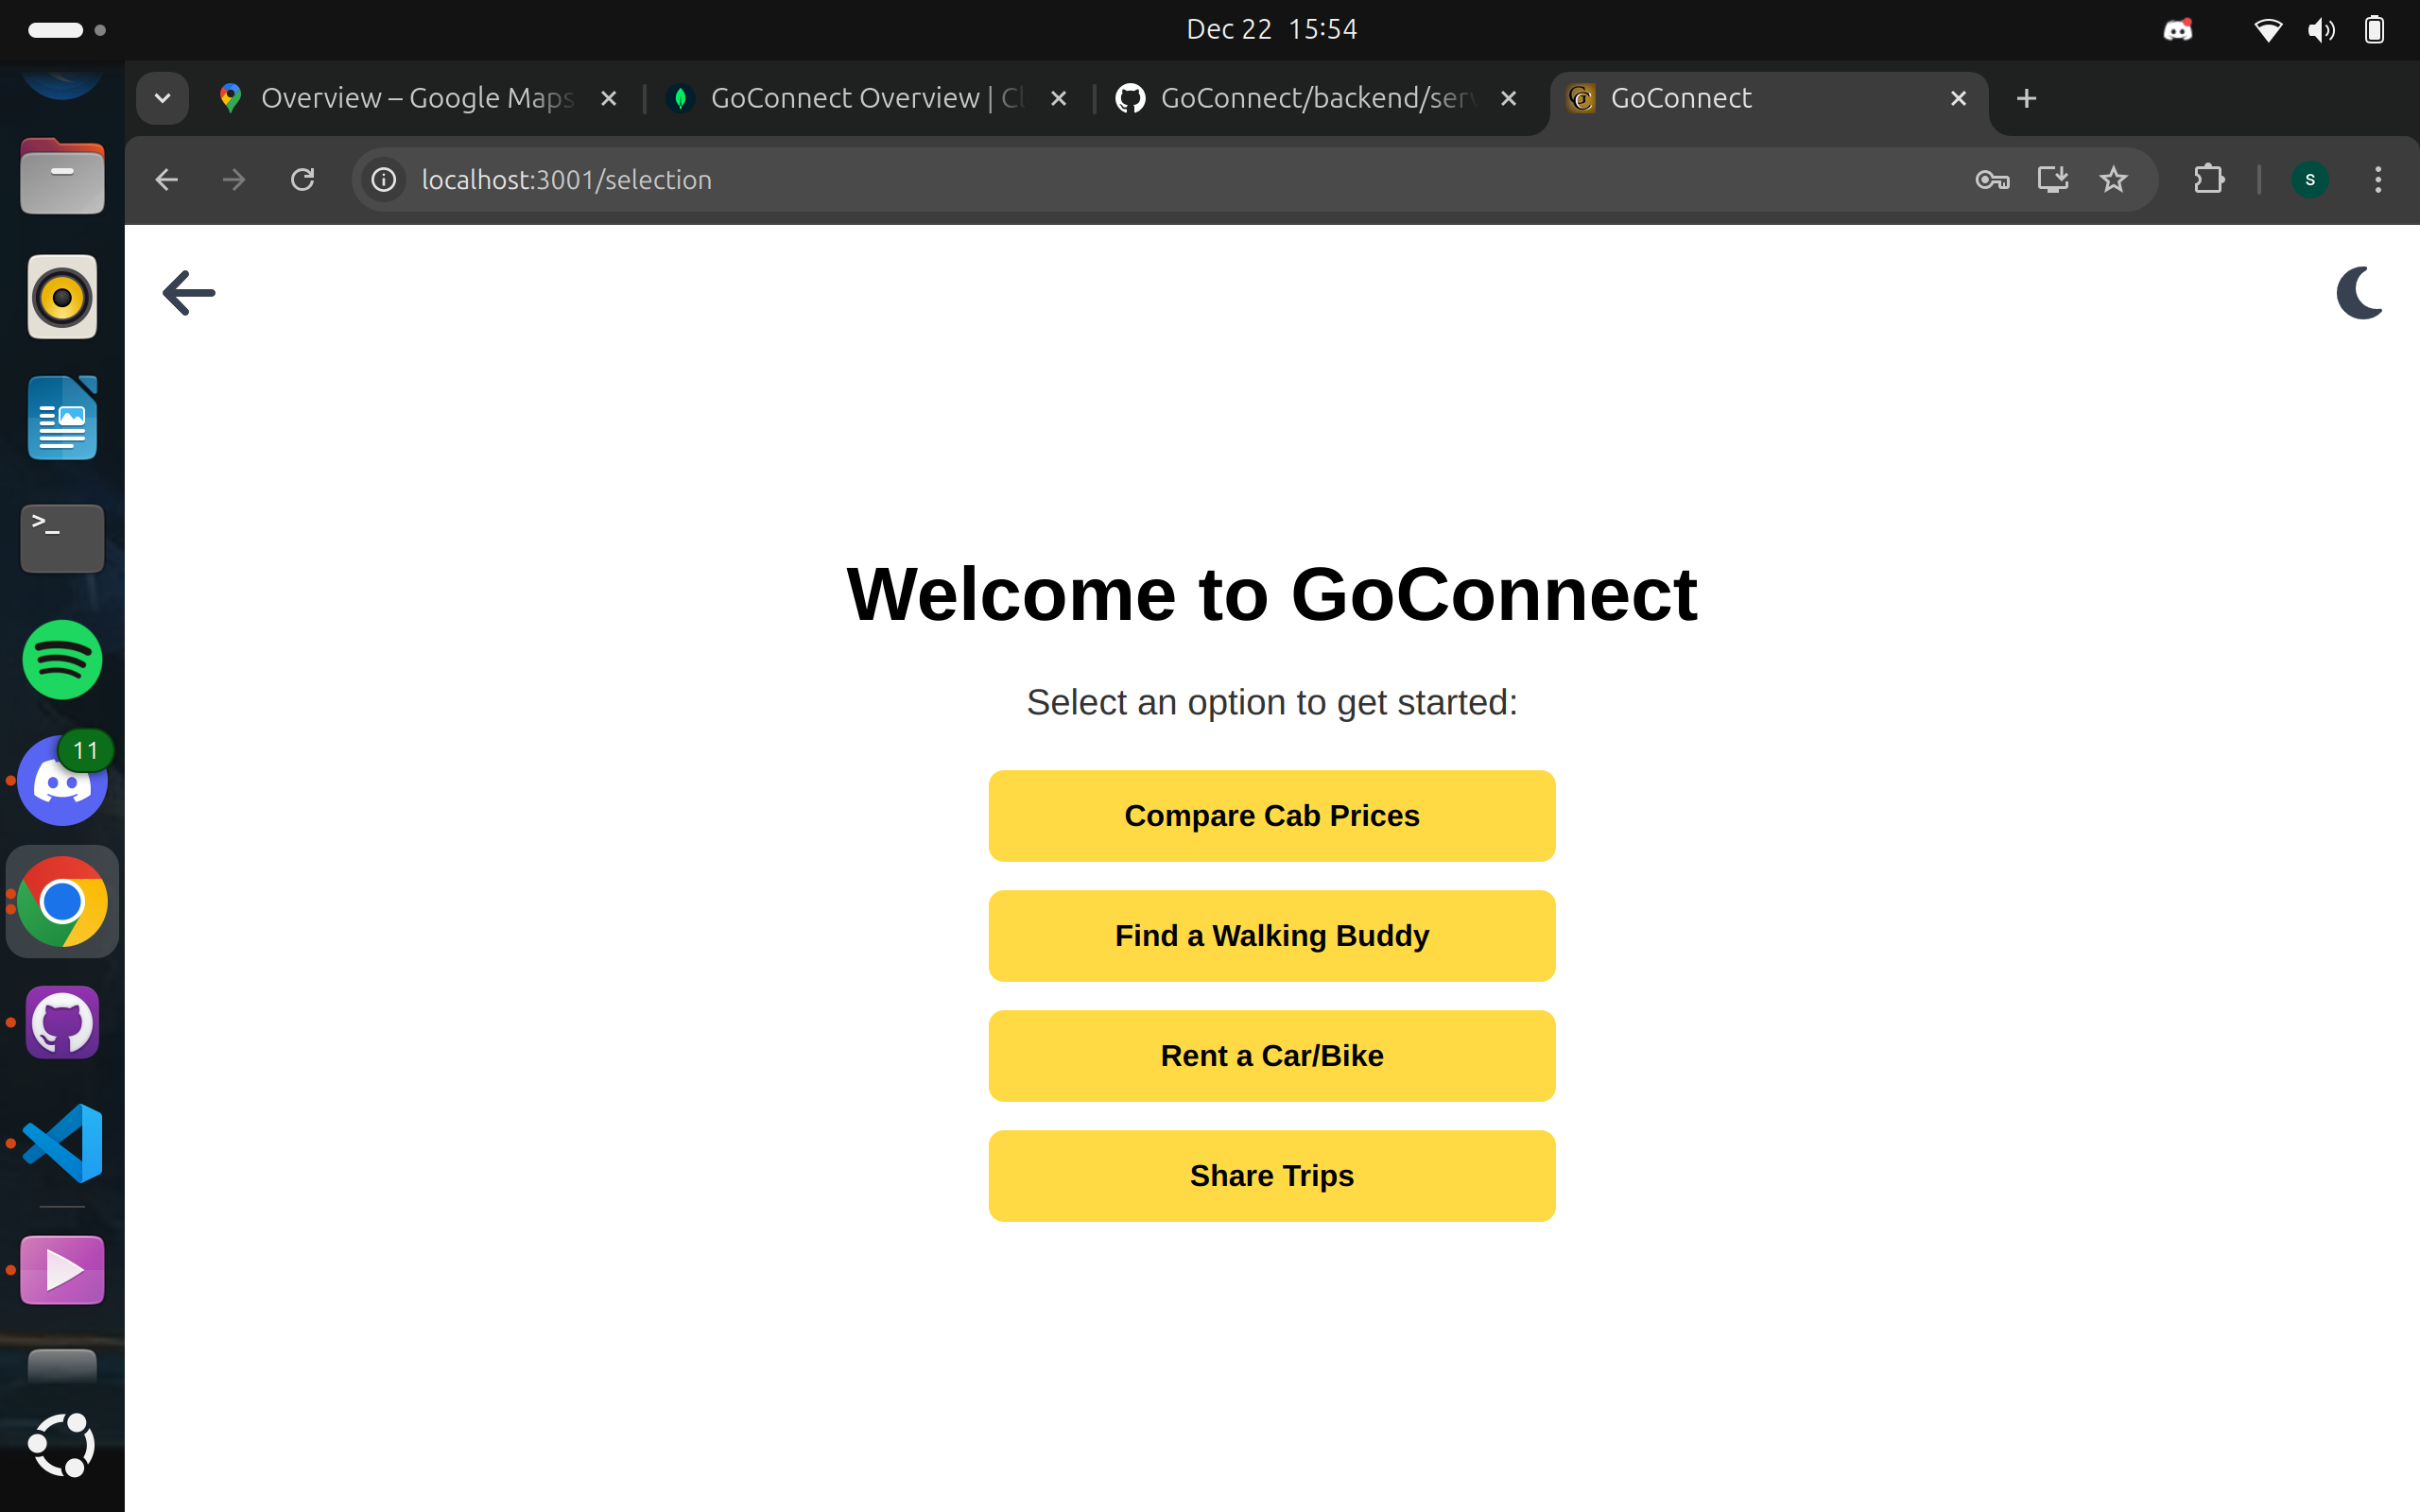 Dec 22 15:54
Overview – Google Maps
GoConnect Overview | Cl
GoConnect/backend/serv
GoConnect
localhost:3001/selection
s
>_
11
Welcome to GoConnect
Select an option to get started:
Compare Cab Prices
Find a Walking Buddy
Rent a Car/Bike
Share Trips